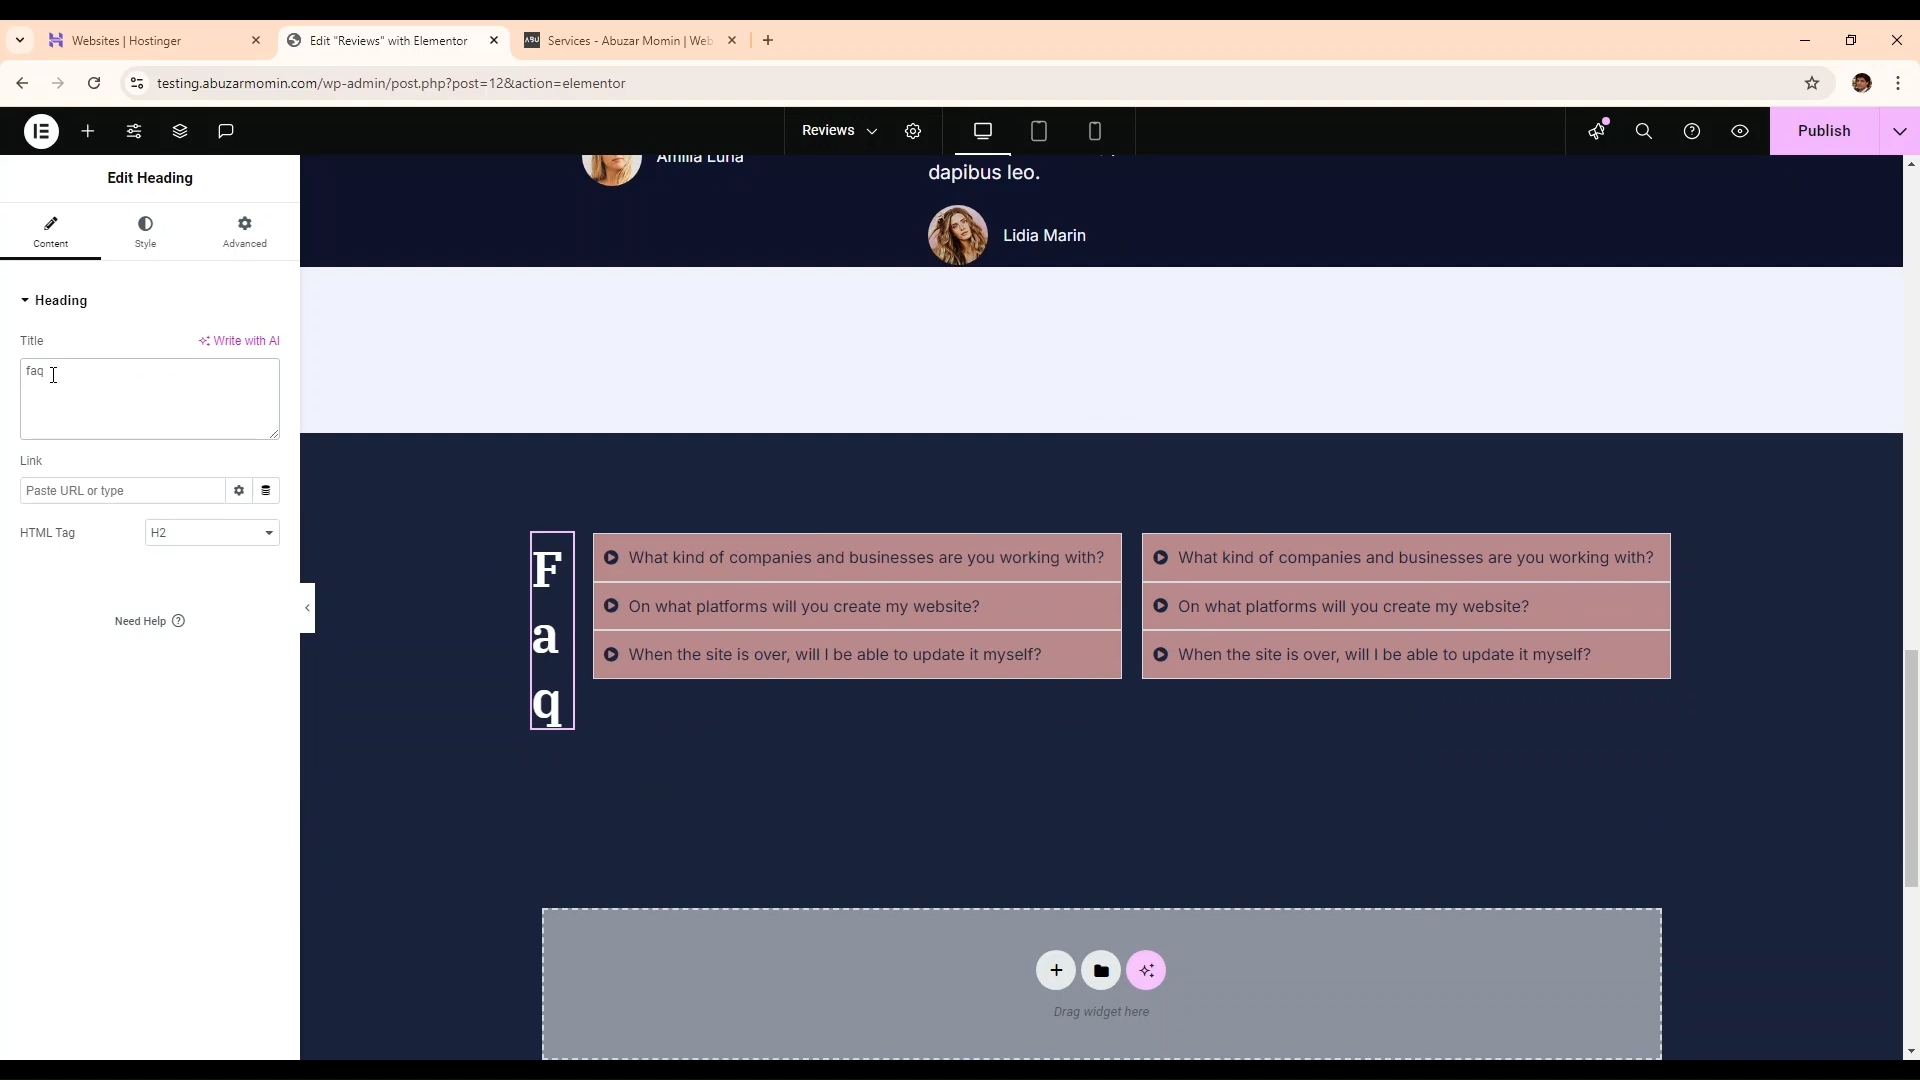 Websites | Hostinger
Edit "Reviews" with Elementor
ABU
Services - Abuzar Momin | Web
testing.abuzarmomin.com/wp-admin/post.php?post=12&action=elementor
Reviews
Publish
Edit Heading
Content
Style
Advanced
Heading
Title
Write with AI
faq
Link
Paste URL or type
HTML Tag
H2
Need Help
Amilia Luna
dapibus leo.
Lidia Marin
F
a
q
What kind of companies and businesses are you working with?
On what platforms will you create my website?
When the site is over, will I be able to update it myself?
What kind of companies and businesses are you working with?
On what platforms will you create my website?
When the site is over, will I be able to update it myself?
Drag widget here